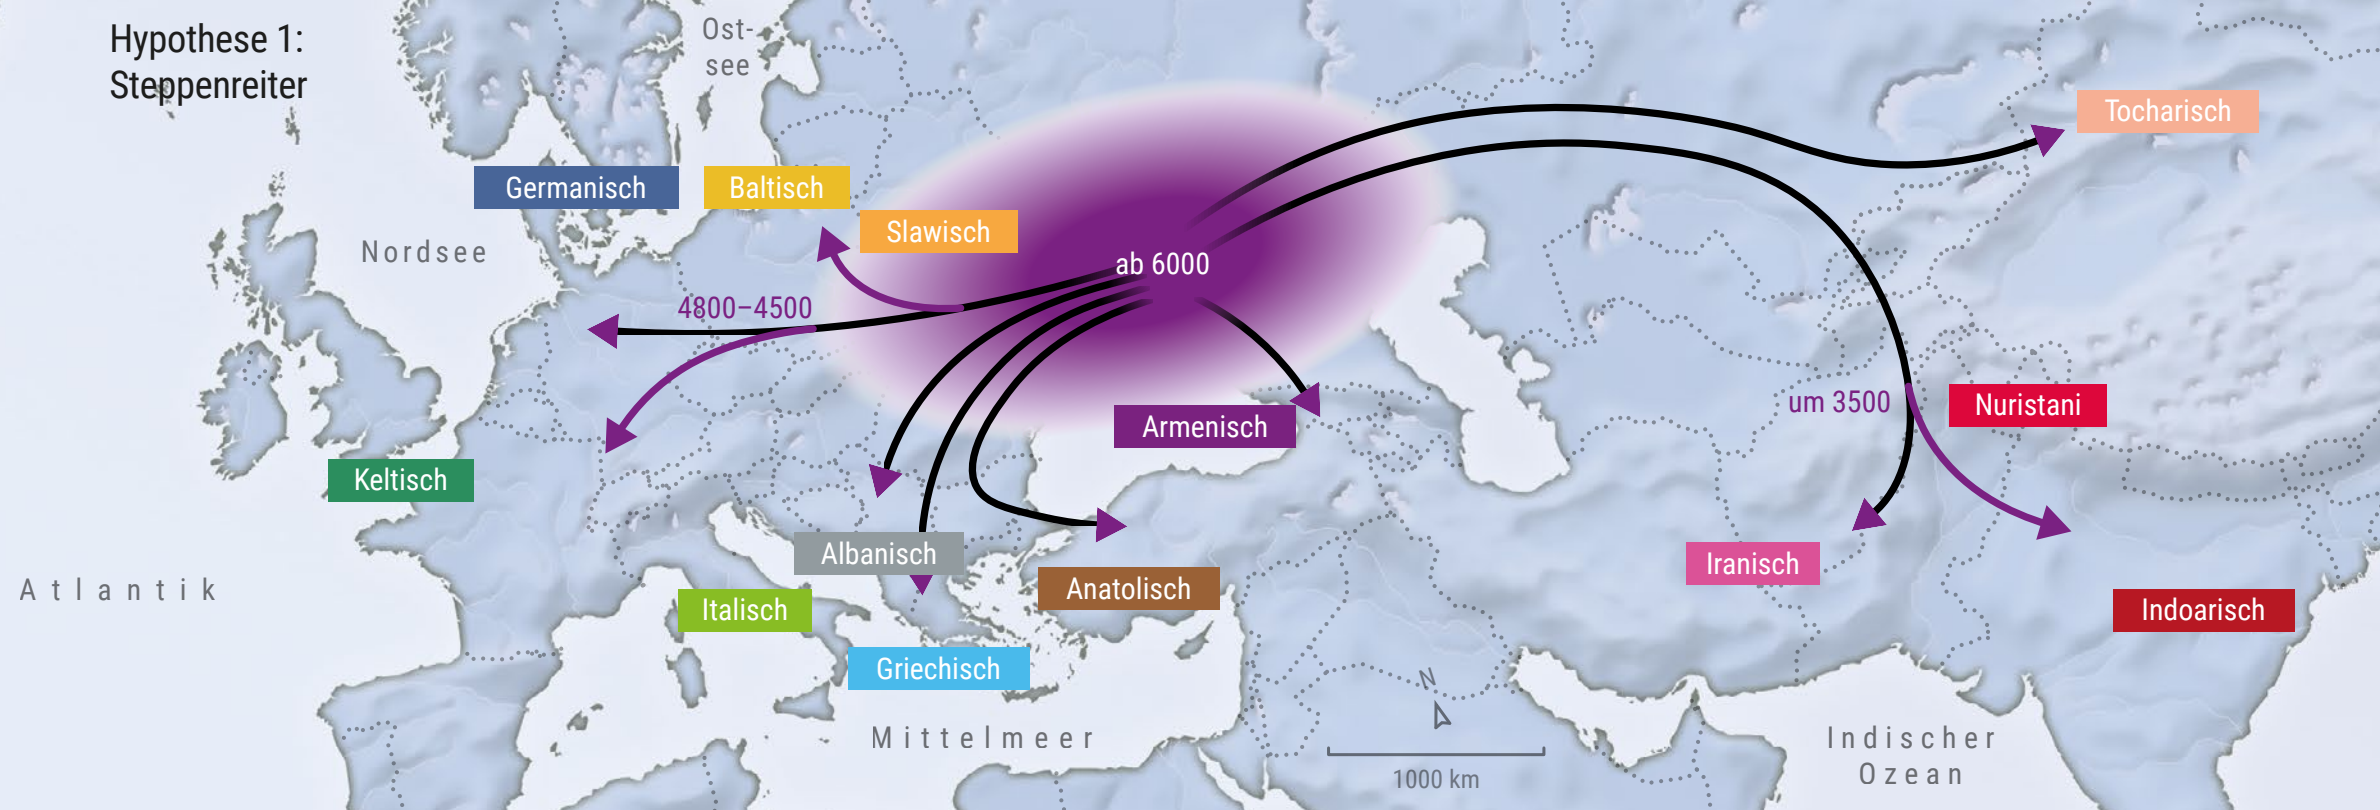 Hypothese 1:
Steppenreiter
Ost-
see
Tocharisch
Germanisch
Baltisch
Slawisch
Nordsee
ab 6000
4800–4500
um 3500
Nuristani
Armenisch
Keltisch
Albanisch
Iranisch
Atlantik
Anatolisch
Italisch
Indoarisch
Griechisch
N
Mittelmeer
1000 km
Indischer
Ozean